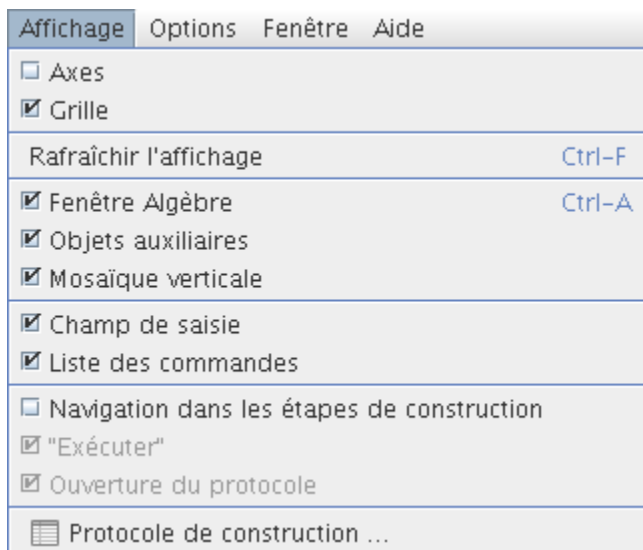 Affichage Options Fenêtre Aide
Axes
Grille
Rafraîchir l'affichage Ctrl-F
Fenêtre Algèbre Ctrl-A
Objets auxiliaires
Mosaïque verticale
Champ de saisie
Liste des commandes
Navigation dans les étapes de construction
"Exécuter"
Ouverture du protocole
Protocole de construction ...